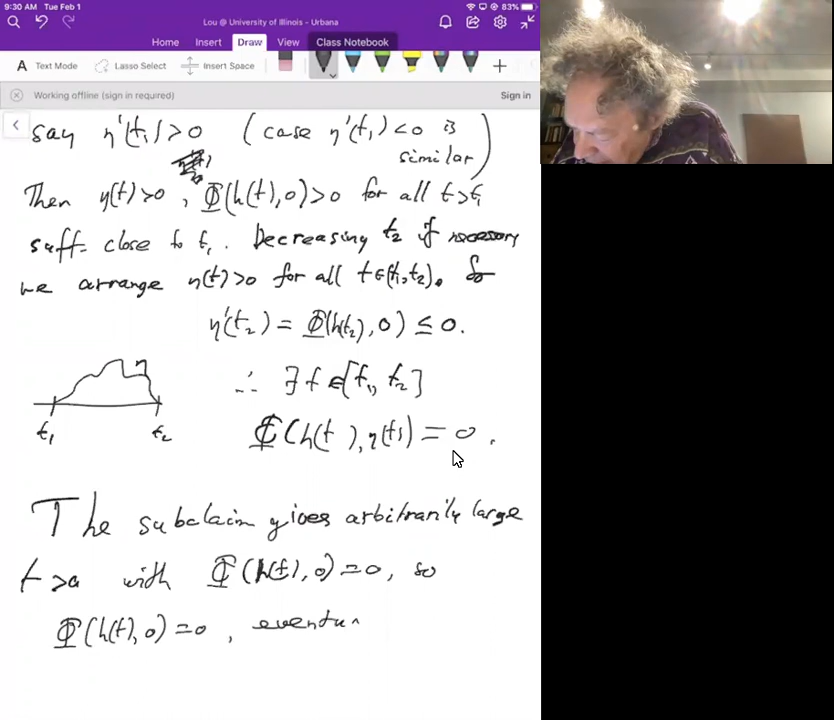 9:30 AM Tue Feb 1
83%
Lou @ University of Illinois - Urbana
Home Insert Draw View Class Notebook
Text Mode Lasso Select Insert Space
Working offline (sign in required) Sign in
say η'(t₁)>0 (case η'(t₁)<0 is
similar)
Then η(t)>0, Φ(h(t),0)>0 for all t>t₁
suff. close to t₁. Decreasing t₂ if necessary
we arrange η(t)>0 for all t∈(t₁,t₂). So
η'(t₂) = Φ(h(t₂),0) ≤ 0.
η
∴ ∃t∈[t₁,t₂]
t₁ t₂
Φ(h(t),η(t))=0.
The subclaim gives arbitrarily large
t>a with Φ(h(t),0)=0, so
Φ(h(t),0)=0, eventu